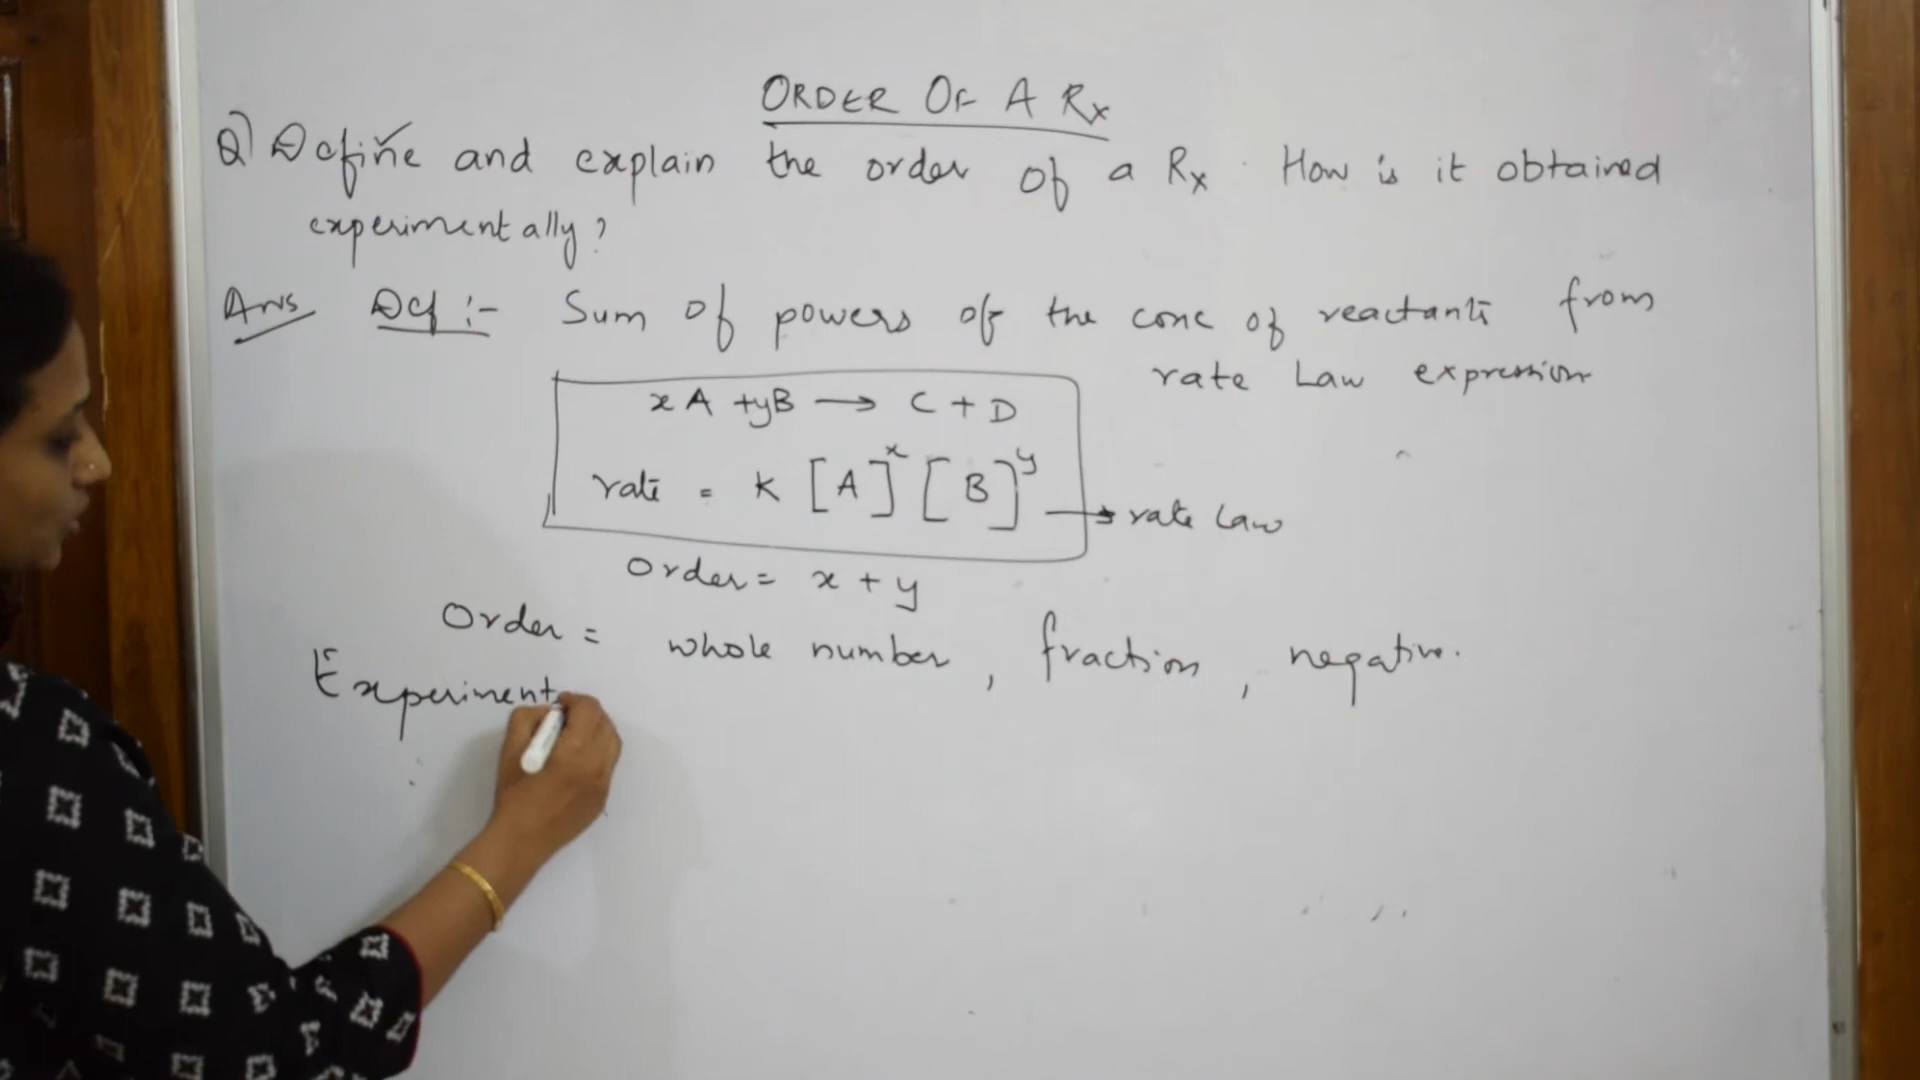 ORDER OF A Rx
Q) Define and explain the order of a Rx. How is it obtained
experimentally?
Ans Def :- Sum of powers of the conc of reactants from
rate Law expression
xA + yB → C + D
rate = K [A]^x [B]^y → rate law
Order = x + y
Order = whole number, fraction, negative.
Experiment